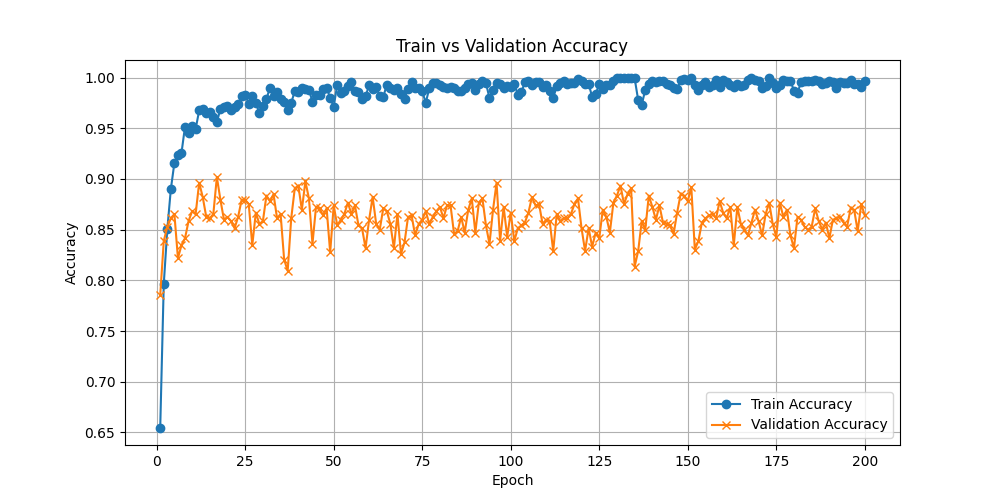 Train vs Validation Accuracy
1.00
0.95
0.90
0.85
0.80
0.75
0.70
0.65
Accuracy
Train Accuracy
Validation Accuracy
0 25 50 75 100 125 150 175 200
Epoch